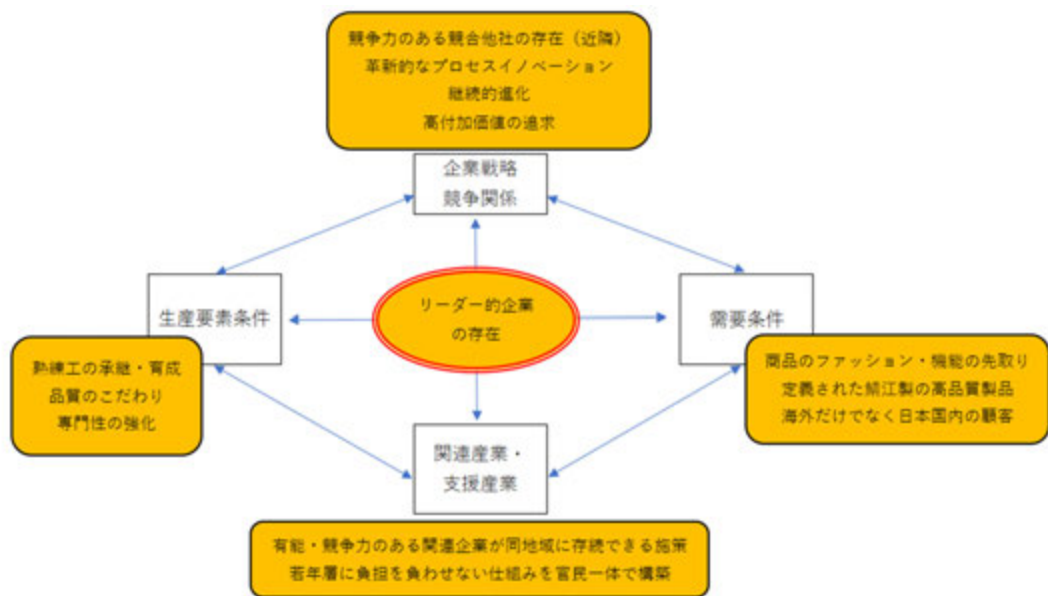 競争力のある競合他社の存在（近隣）
革新的なプロセスイノベーション
継続的進化
高付加価値の追求
企業戦略
競争関係
生産要素条件
リーダー的企業
の存在
需要条件
熟練工の承継・育成
品質のこだわり
専門性の強化
商品のファッション・機能の先取り
定義された鯖江製の高品質製品
海外だけでなく日本国内の顧客
関連産業・
支援産業
有能・競争力のある関連企業が同地域に存続できる施策
若年層に負担を負わせない仕組みを官民一体で構築